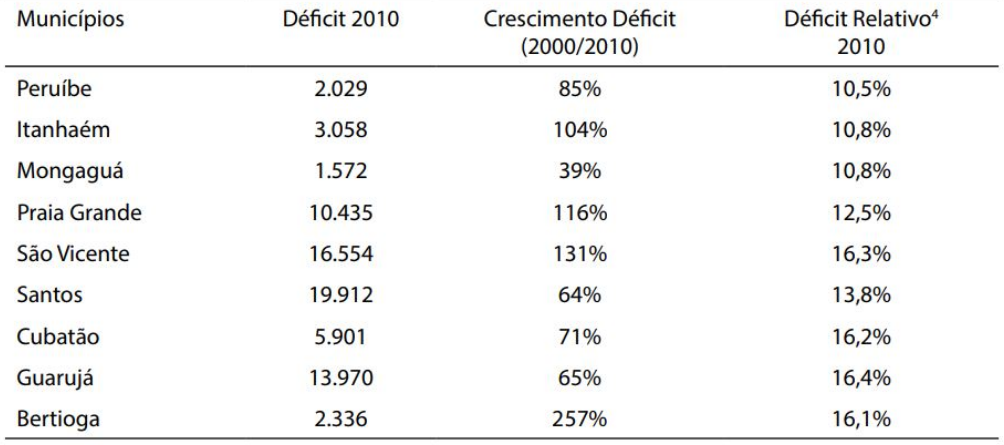 Municípios Déficit 2010 Crescimento Déficit (2000/2010) Déficit Relativo⁴ 2010
Peruíbe 2.029 85% 10,5%
Itanhaém 3.058 104% 10,8%
Mongaguá 1.572 39% 10,8%
Praia Grande 10.435 116% 12,5%
São Vicente 16.554 131% 16,3%
Santos 19.912 64% 13,8%
Cubatão 5.901 71% 16,2%
Guarujá 13.970 65% 16,4%
Bertioga 2.336 257% 16,1%